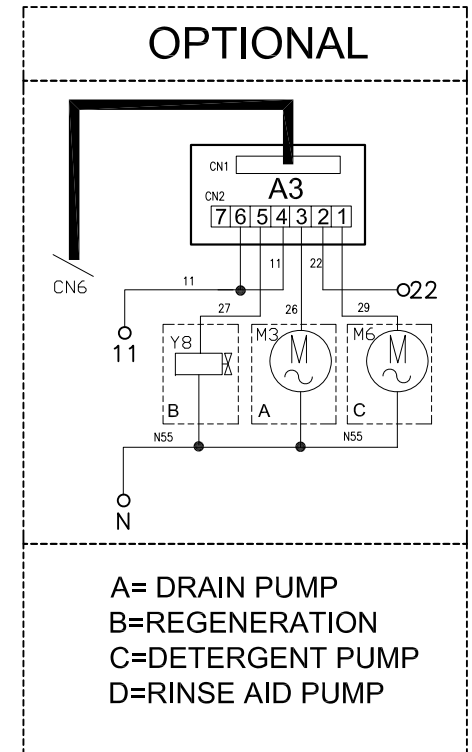 OPTIONAL
CN1
A3
CN2
7 6 5 4 3 2 1
CN6
11
11
22
22
11
27
26
29
Y8
M3
M6
M
M
B
A
C
N55
N55
N
A= DRAIN PUMP
B=REGENERATION
C=DETERGENT PUMP
D=RINSE AID PUMP